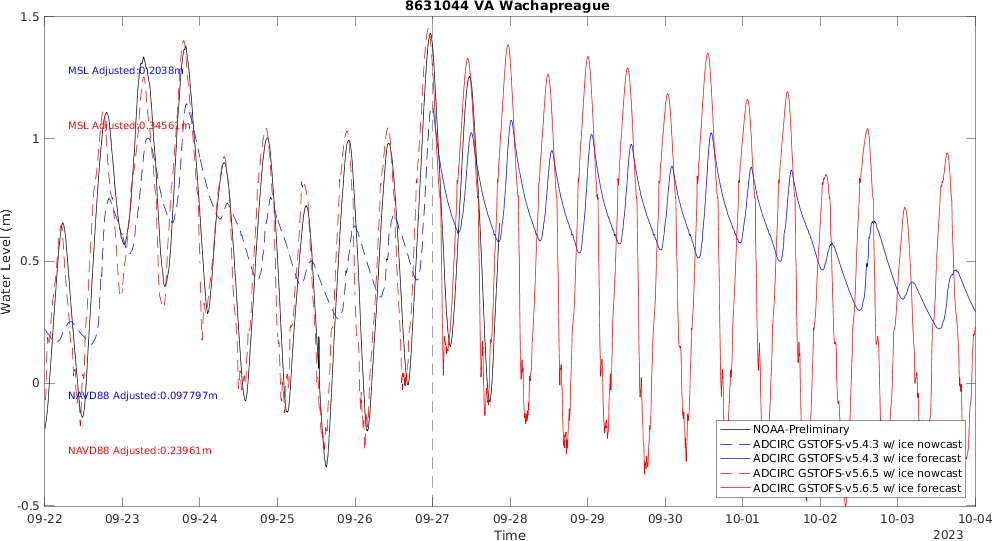 8631044 VA Wachapreague
1.5
1
0.5
0
-0.5
Water Level (m)
MSL Adjusted:0.2038m
MSL Adjusted:0.34561m
NAVD88 Adjusted:0.097797m
NAVD88 Adjusted:0.23961m
NOAA-Preliminary
ADCIRC GSTOFS-v5.4.3 w/ ice nowcast
ADCIRC GSTOFS-v5.4.3 w/ ice forecast
ADCIRC GSTOFS-v5.6.5 w/ ice nowcast
ADCIRC GSTOFS-v5.6.5 w/ ice forecast
09-22 09-23 09-24 09-25 09-26 09-27 09-28 09-29 09-30 10-01 10-02 10-03 10-04
Time
2023